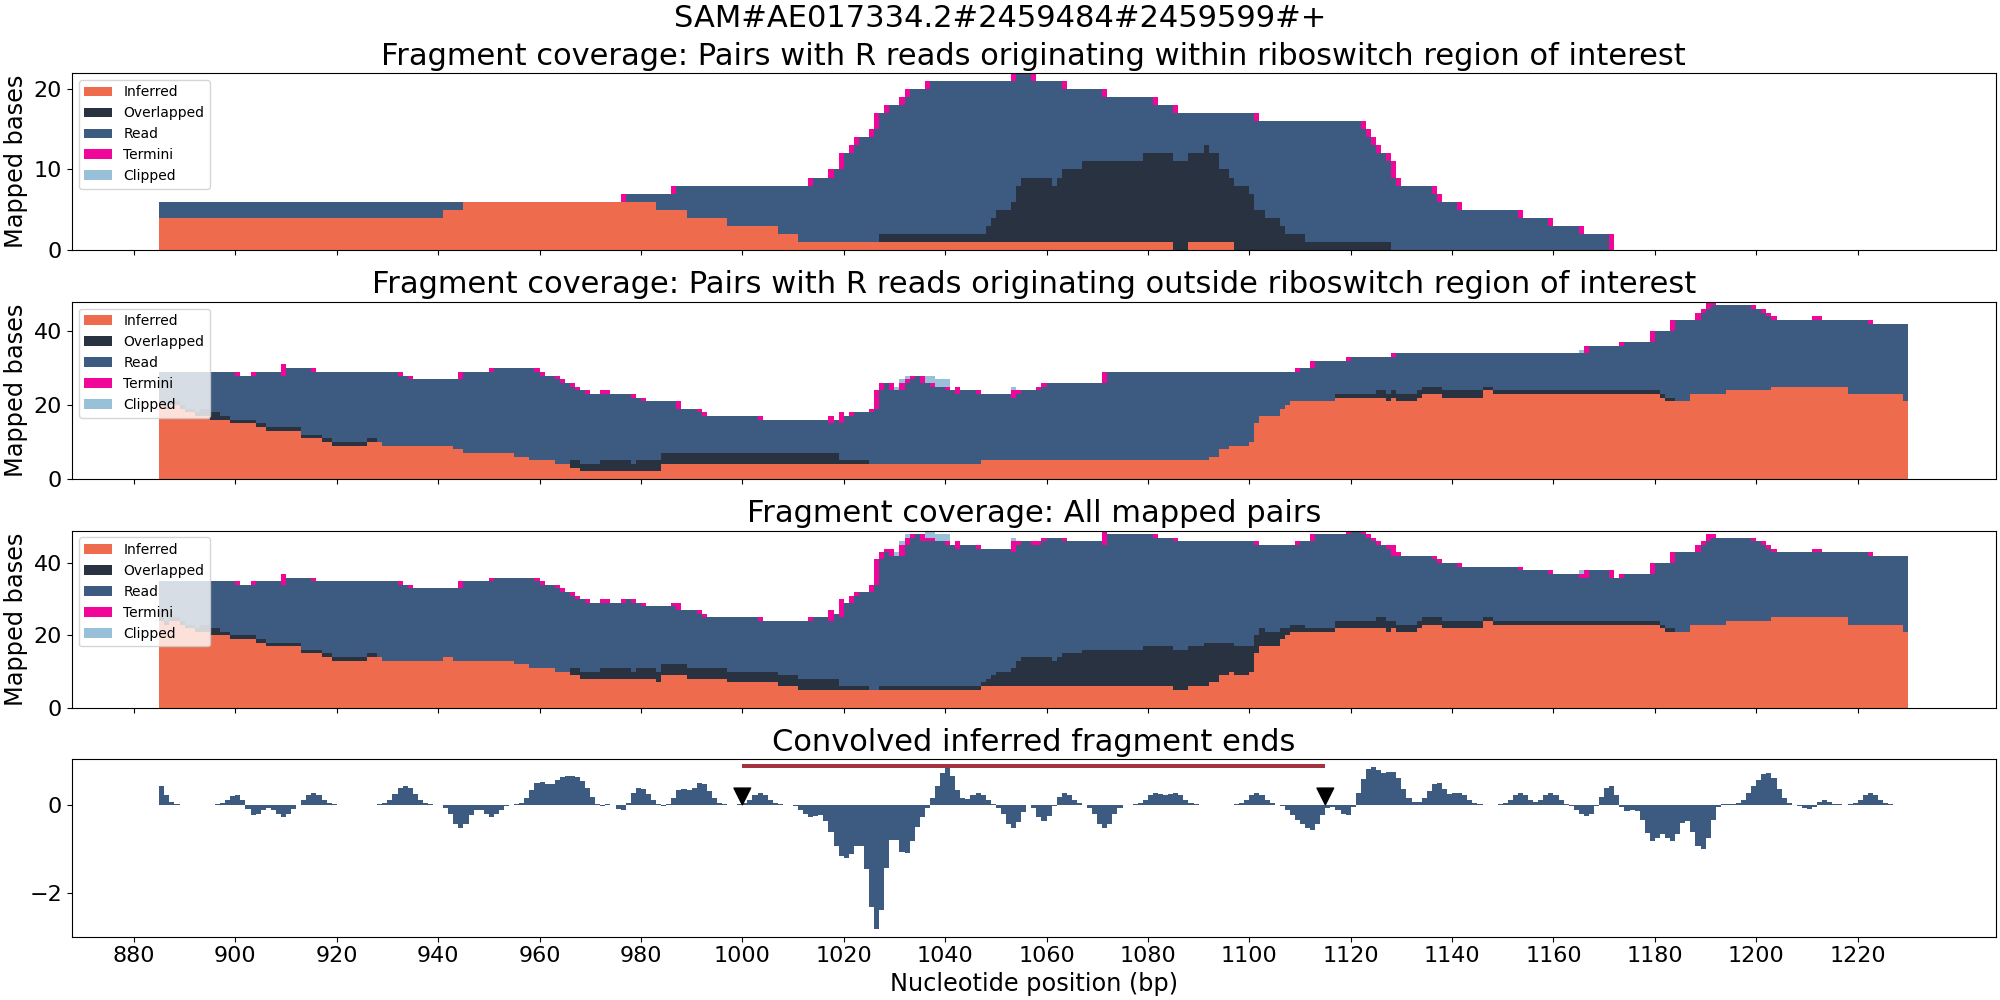 SAM#AE017334.2#2459484#2459599#+
Fragment coverage: Pairs with R reads originating within riboswitch region of interest
Mapped bases
20
10
0
Inferred
Overlapped
Read
Termini
Clipped
Fragment coverage: Pairs with R reads originating outside riboswitch region of interest
Mapped bases
40
20
0
Inferred
Overlapped
Read
Termini
Clipped
Fragment coverage: All mapped pairs
Mapped bases
40
20
0
Inferred
Overlapped
Read
Termini
Clipped
Convolved inferred fragment ends
0
−2
880 900 920 940 960 980 1000 1020 1040 1060 1080 1100 1120 1140 1160 1180 1200 1220
Nucleotide position (bp)